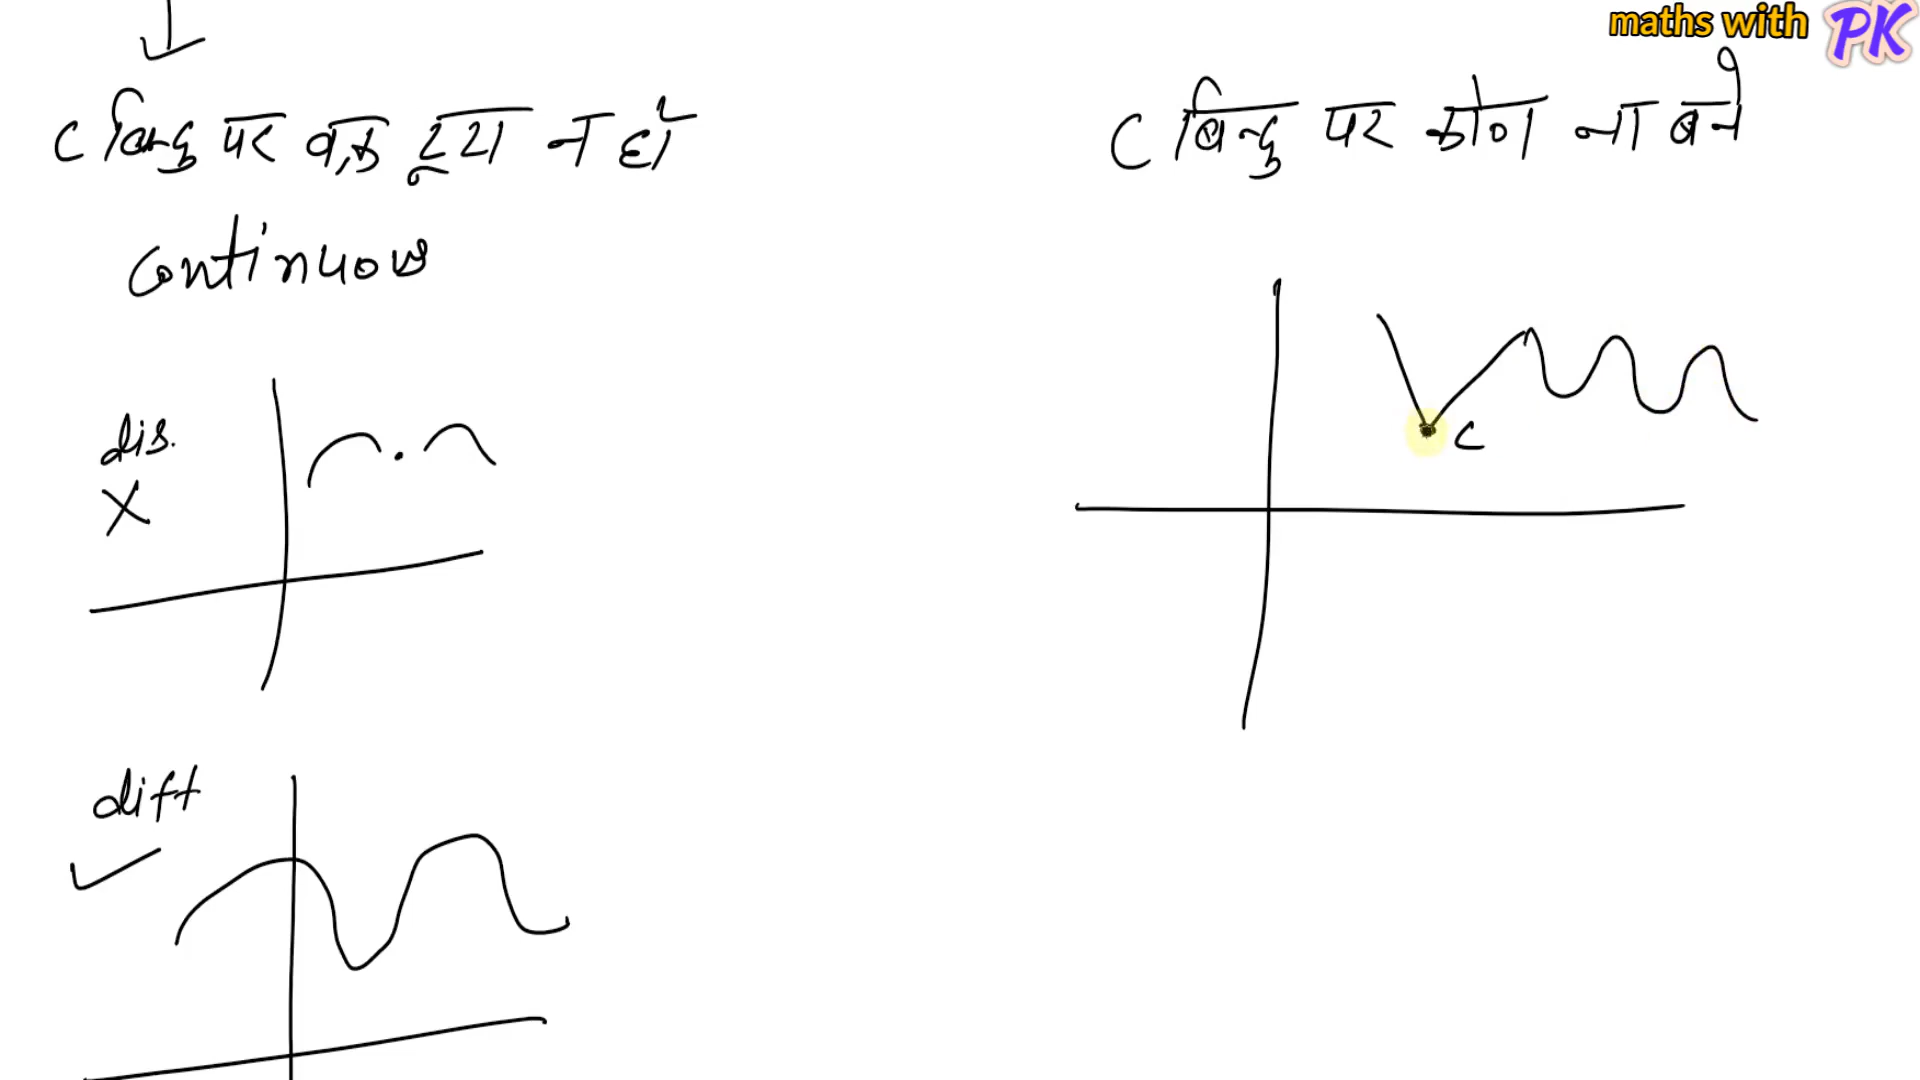 maths with PK
C बिन्दु पर वक्र टूटा न हो
continuous
C बिन्दु पर कोण ना बने
dis.
X
C
diff